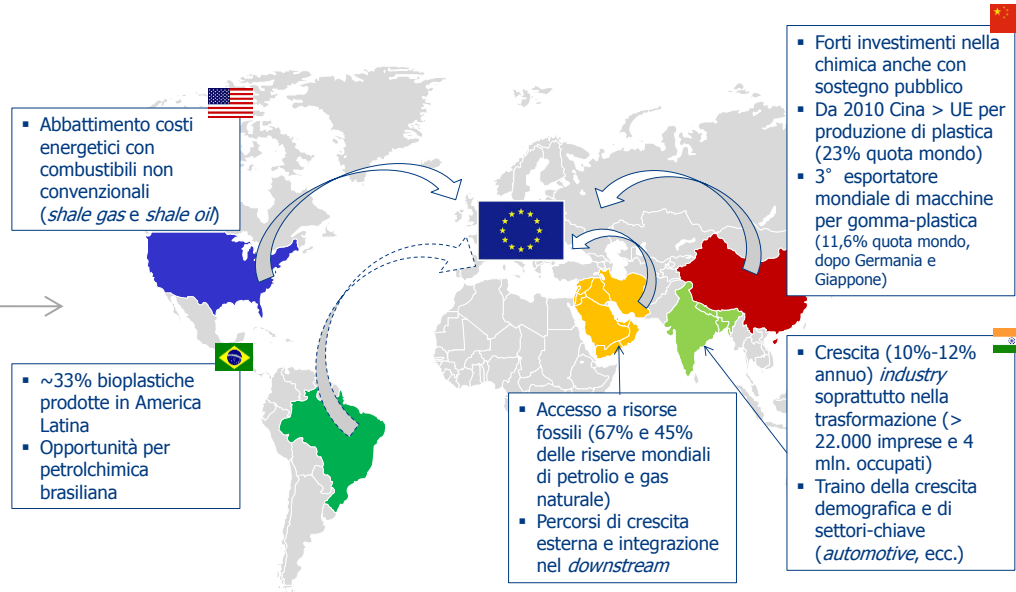 ▪ Abbattimento costi
energetici con
combustibili non
convenzionali
(shale gas e shale oil)
▪ ~33% bioplastiche
prodotte in America
Latina
▪ Opportunità per
petrolchimica
brasiliana
▪ Accesso a risorse
fossili (67% e 45%
delle riserve mondiali
di petrolio e gas
naturale)
▪ Percorsi di crescita
esterna e integrazione
nel downstream
▪ Forti investimenti nella
chimica anche con
sostegno pubblico
▪ Da 2010 Cina > UE per
produzione di plastica
(23% quota mondo)
▪ 3° esportatore
mondiale di macchine
per gomma-plastica
(11,6% quota mondo,
dopo Germania e
Giappone)
▪ Crescita (10%-12%
annuo) industry
soprattutto nella
trasformazione (>
22.000 imprese e 4
mln. occupati)
▪ Traino della crescita
demografica e di
settori-chiave
(automotive, ecc.)